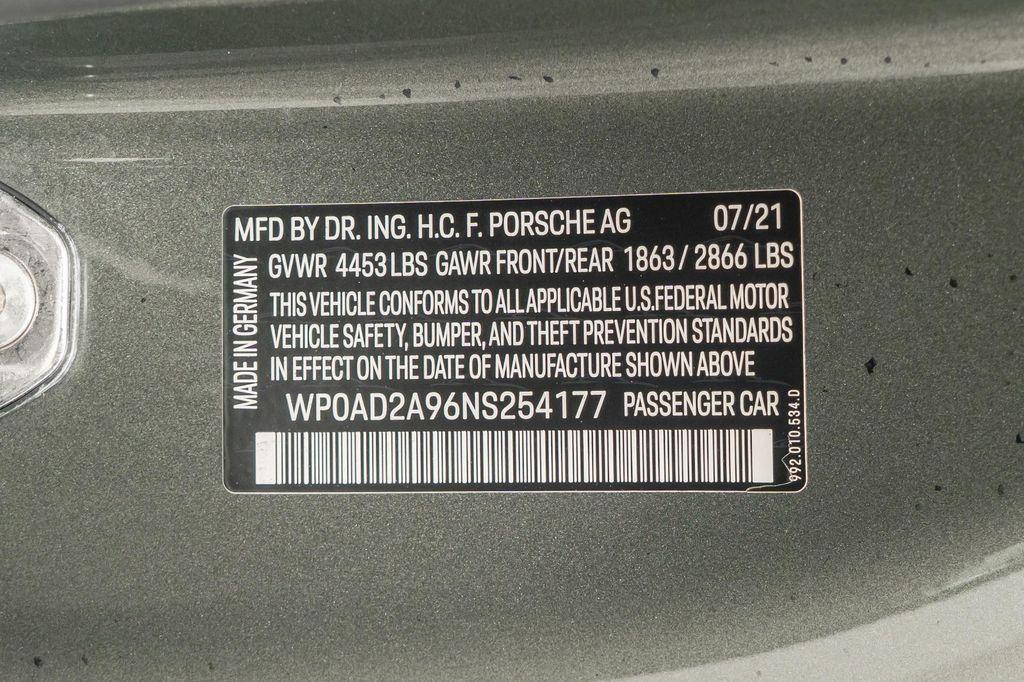 MFD BY DR. ING. H.C. F. PORSCHE AG 07/21
GVWR 4453 LBS GAWR FRONT/REAR 1863 / 2866 LBS
THIS VEHICLE CONFORMS TO ALL APPLICABLE U.S.FEDERAL MOTOR
VEHICLE SAFETY, BUMPER, AND THEFT PREVENTION STANDARDS
IN EFFECT ON THE DATE OF MANUFACTURE SHOWN ABOVE
WP0AD2A96NS254177 PASSENGER CAR
MADE IN GERMANY
992.010.534.D